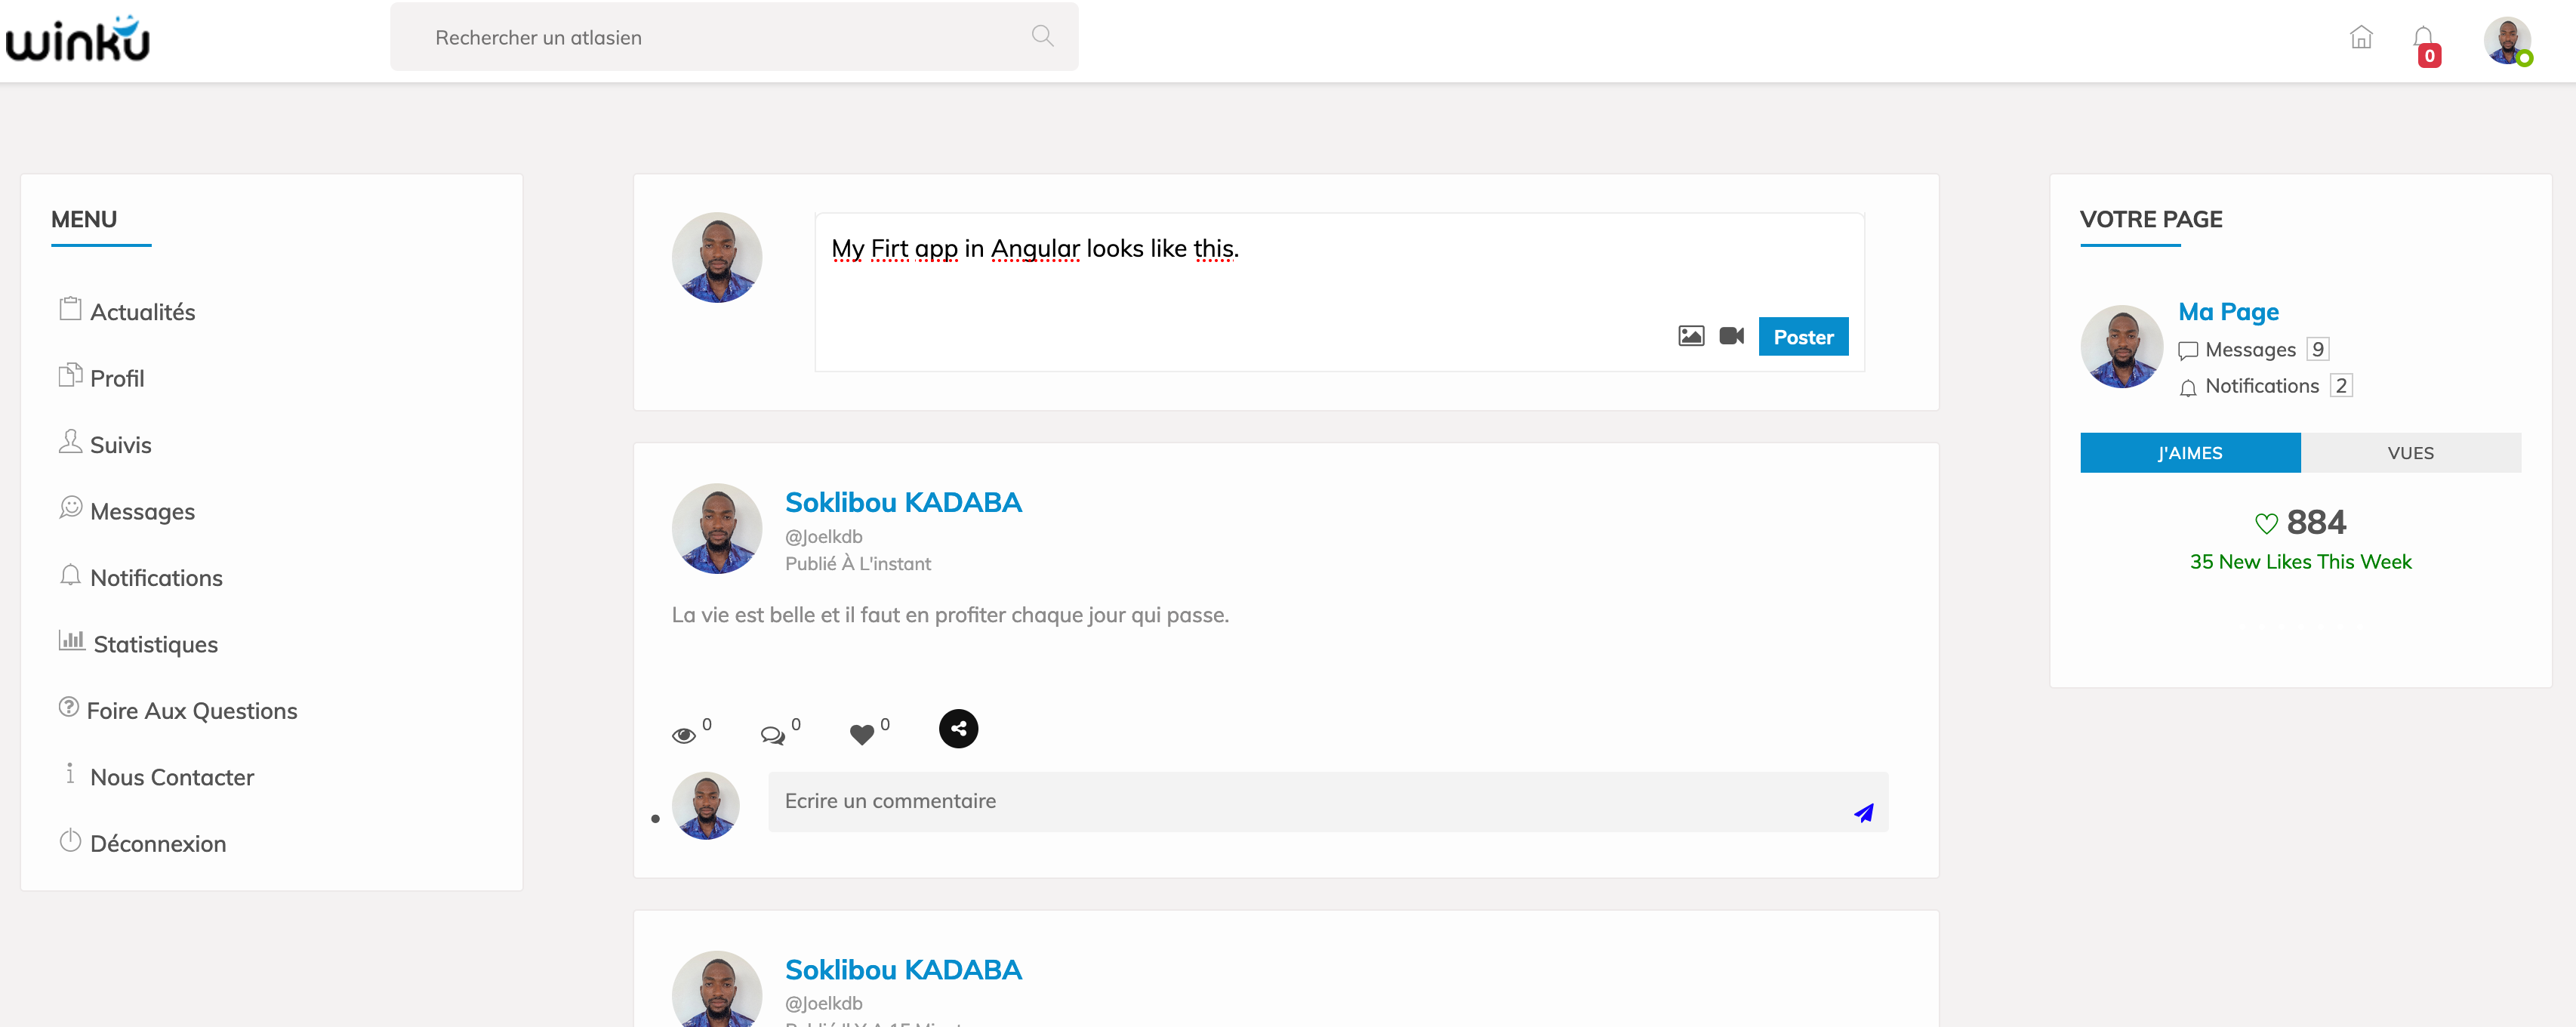 winku
Rechercher un atlasien
0
MENU
Actualités
Profil
Suivis
Messages
Notifications
Statistiques
Foire Aux Questions
Nous Contacter
Déconnexion
My Firt app in Angular looks like this.
Poster
Soklibou KADABA
@Joelkdb
Publié À L'instant
La vie est belle et il faut en profiter chaque jour qui passe.
0 0 0
Ecrire un commentaire
Soklibou KADABA
@Joelkdb
VOTRE PAGE
Ma Page
Messages 9
Notifications 2
J'AIMES VUES
884
35 New Likes This Week